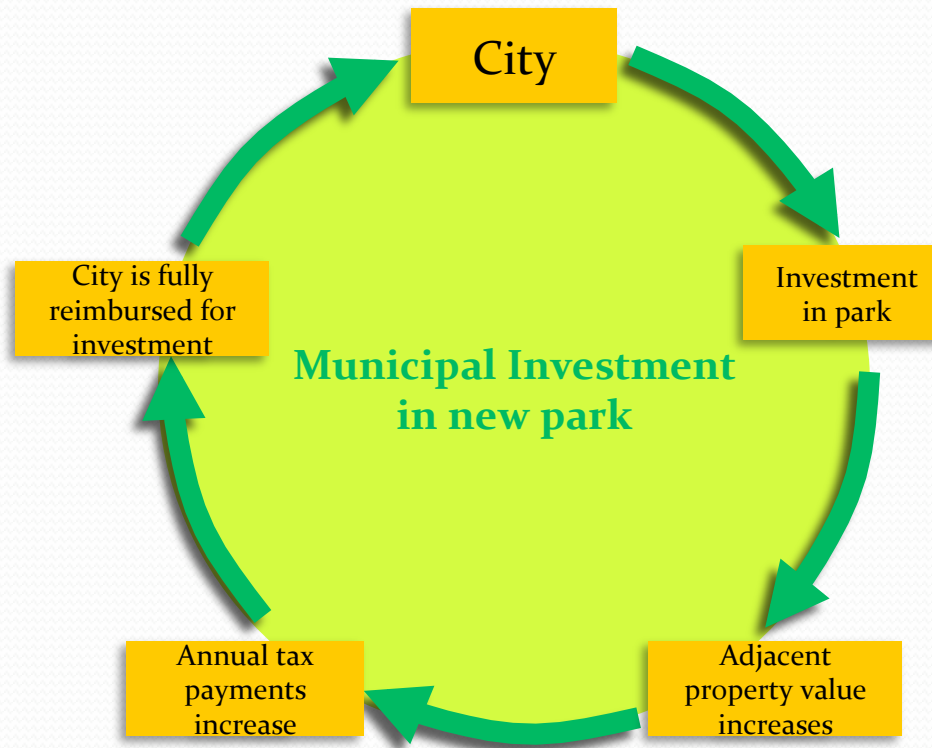 City
Investment
in park
Adjacent
property value
increases
Annual tax
payments
increase
City is fully
reimbursed for
investment
Municipal Investment
in new park